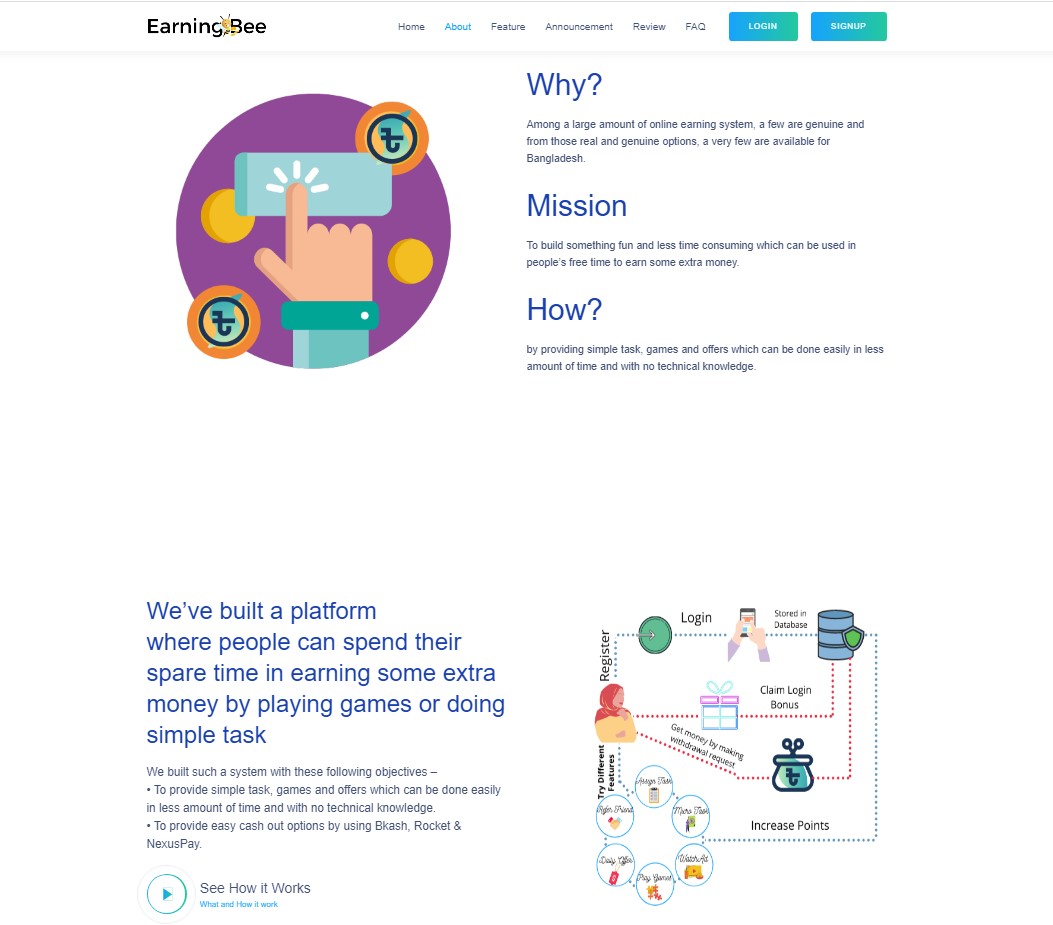 EarningBee
Home
About
Feature
Announcement
Review
FAQ
LOGIN
SIGNUP
Why?
Among a large amount of online earning system, a few are genuine and
from those real and genuine options, a very few are available for
Bangladesh.
Mission
To build something fun and less time consuming which can be used in
people’s free time to earn some extra money.
How?
by providing simple task, games and offers which can be done easily in less
amount of time and with no technical knowledge.
We’ve built a platform
where people can spend their
spare time in earning some extra
money by playing games or doing
simple task
We built such a system with these following objectives –
• To provide simple task, games and offers which can be done easily
in less amount of time and with no technical knowledge.
• To provide easy cash out options by using Bkash, Rocket &
NexusPay.
See How it Works
What and How it work
Register
Login
Stored in
Database
Claim Login
Bonus
Get money by making
withdrawal request
Try Different
Features
Assign Task
Refer Friend
Micro Task
Daily Offer
Watch Ad
Play Games
Increase Points